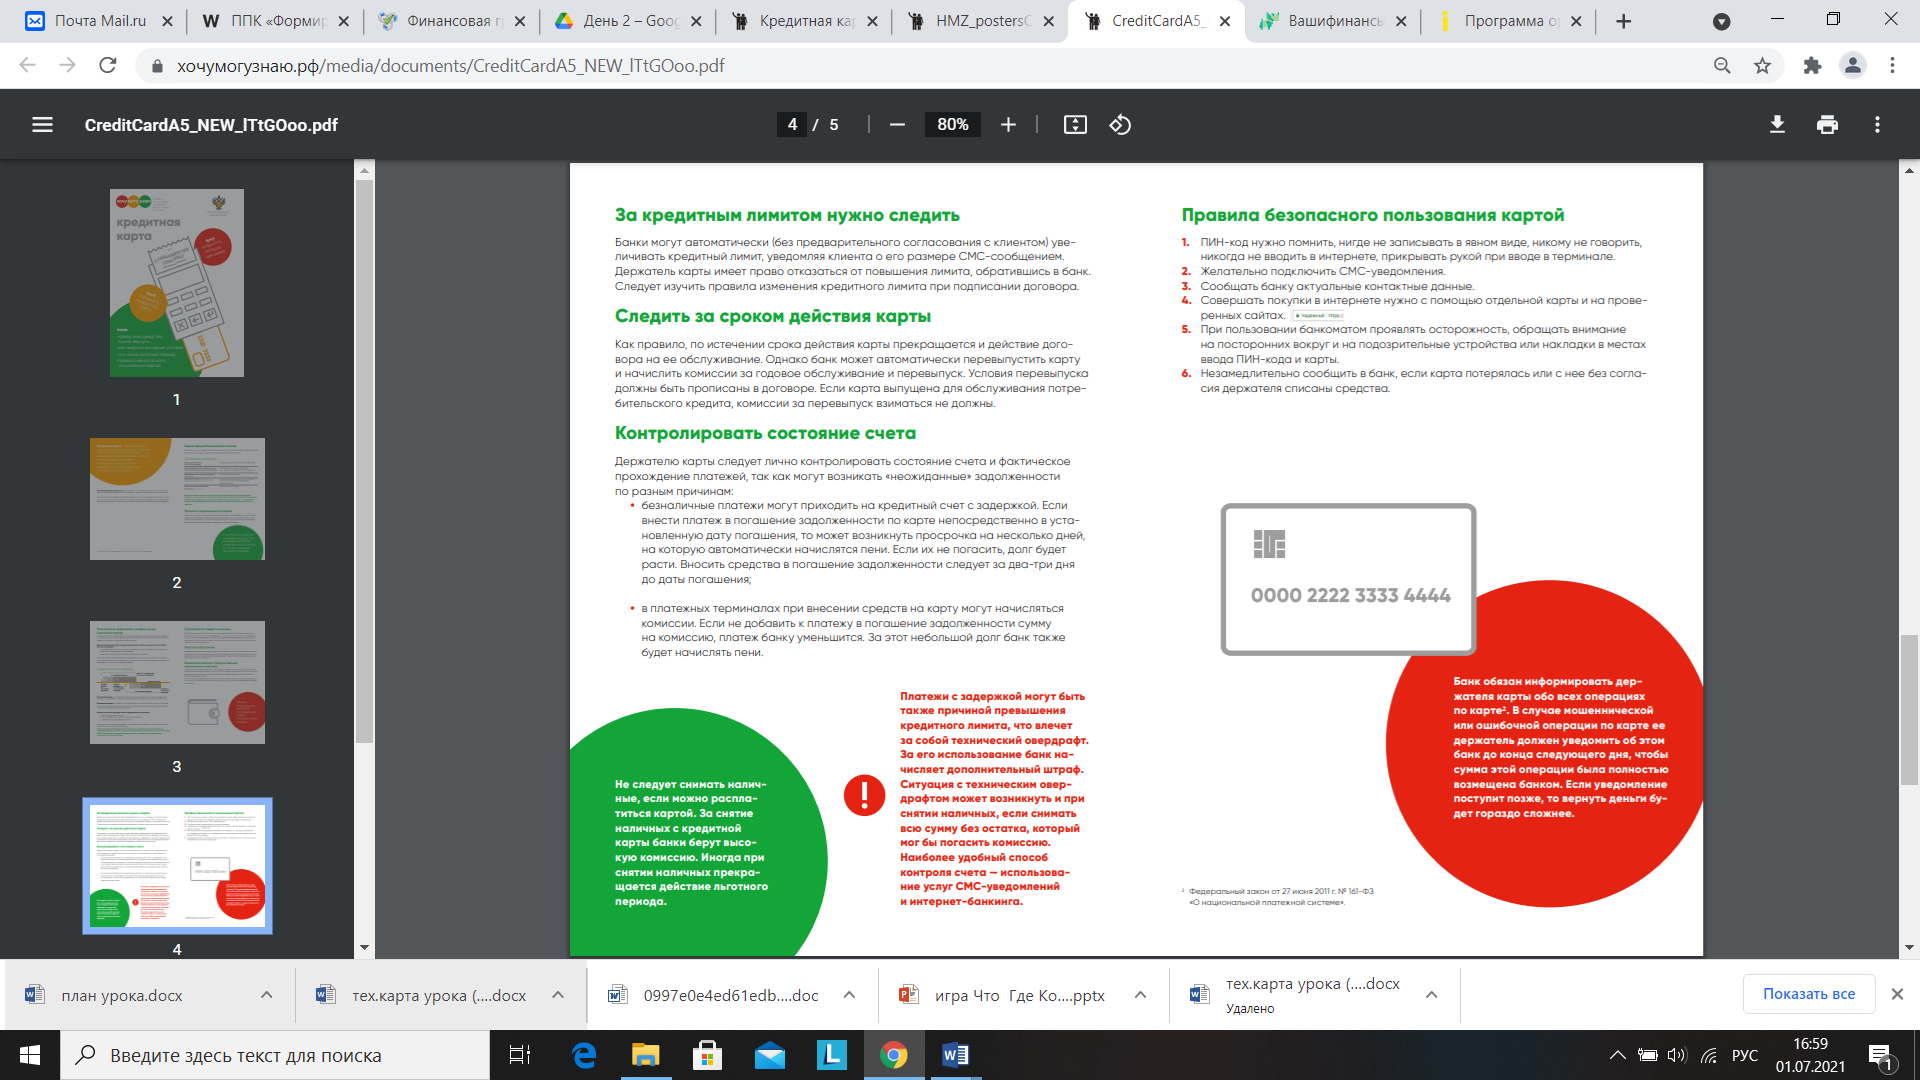 Почта Mail.ru
ППК «Формир
Финансовая г
День 2 – Goog
Кредитная ка
HMZ_postersC
CreditCardA5_
Вашифинансы
Программа о
хочумогузнаю.рф/media/documents/CreditCardA5_NEW_lTtGOoo.pdf
CreditCardA5_NEW_lTtGOoo.pdf
4 / 5
80%
кредитная
карта
1
2
3
4
За кредитным лимитом нужно следить
Банки могут автоматически (без предварительного согласования с клиентом) уве-
личивать кредитный лимит, уведомляя клиента о его размере СМС-сообщением.
Держатель карты имеет право отказаться от повышения лимита, обратившись в банк.
Следует изучить правила изменения кредитного лимита при подписании договора.
Следить за сроком действия карты
Как правило, по истечении срока действия карты прекращается и действие дого-
вора на ее обслуживание. Однако банк может автоматически перевыпустить карту
и начислить комиссии за годовое обслуживание и перевыпуск. Условия перевыпуска
должны быть прописаны в договоре. Если карта выпущена для обслуживания потре-
бительского кредита, комиссии за перевыпуск взиматься не должны.
Контролировать состояние счета
Держателю карты следует лично контролировать состояние счета и фактическое
прохождение платежей, так как могут возникать «неожиданные» задолженности
по разным причинам:
• безналичные платежи могут приходить на кредитный счет с задержкой. Если
внести платеж в погашение задолженности по карте непосредственно в уста-
новленную дату погашения, то может возникнуть просрочка на несколько дней,
на которую автоматически начислятся пени. Если их не погасить, долг будет
расти. Вносить средства в погашение задолженности следует за два-три дня
до даты погашения;
• в платежных терминалах при внесении средств на карту могут начисляться
комиссии. Если не добавить к платежу в погашение задолженности сумму
на комиссию, платеж банку уменьшится. За этот небольшой долг банк также
будет начислять пени.
Не следует снимать налич-
ные, если можно распла-
титься картой. За снятие
наличных с кредитной
карты банки берут высо-
кую комиссию. Иногда при
снятии наличных прекра-
щается действие льготного
периода.
!
Платежи с задержкой могут быть
также причиной превышения
кредитного лимита, что влечет
за собой технический овердрафт.
За его использование банк на-
числяет дополнительный штраф.
Ситуация с техническим овер-
драфтом может возникнуть и при
снятии наличных, если снимать
всю сумму без остатка, который
мог бы погасить комиссию.
Наиболее удобный способ
контроля счета — использова-
ние услуг СМС-уведомлений
и интернет-банкинга.
Правила безопасного пользования картой
1. ПИН-код нужно помнить, нигде не записывать в явном виде, никому не говорить,
никогда не вводить в интернете, прикрывать рукой при вводе в терминале.
2. Желательно подключить СМС-уведомления.
3. Сообщать банку актуальные контактные данные.
4. Совершать покупки в интернете нужно с помощью отдельной карты и на прове-
ренных сайтах.
5. При пользовании банкоматом проявлять осторожность, обращать внимание
на посторонних вокруг и на подозрительные устройства или накладки в местах
ввода ПИН-кода и карты.
6. Незамедлительно сообщить в банк, если карта потерялась или с нее без согла-
сия держателя списаны средства.
0000 2222 3333 4444
Банк обязан информировать дер-
жателя карты обо всех операциях
по карте². В случае мошеннической
или ошибочной операции по карте ее
держатель должен уведомить об этом
банк до конца следующего дня, чтобы
сумма этой операции была полностью
возмещена банком. Если уведомление
поступит позже, то вернуть деньги бу-
дет гораздо сложнее.
² Федеральный закон от 27 июня 2011 г. № 161-ФЗ
«О национальной платежной системе».
план урока.docx
тех.карта урока (....docx
0997e0e4ed61edb....doc
игра Что Где Ко....pptx
тех.карта урока (....docx
Удалено
Показать все
Введите здесь текст для поиска
РУС
16:59
01.07.2021
1